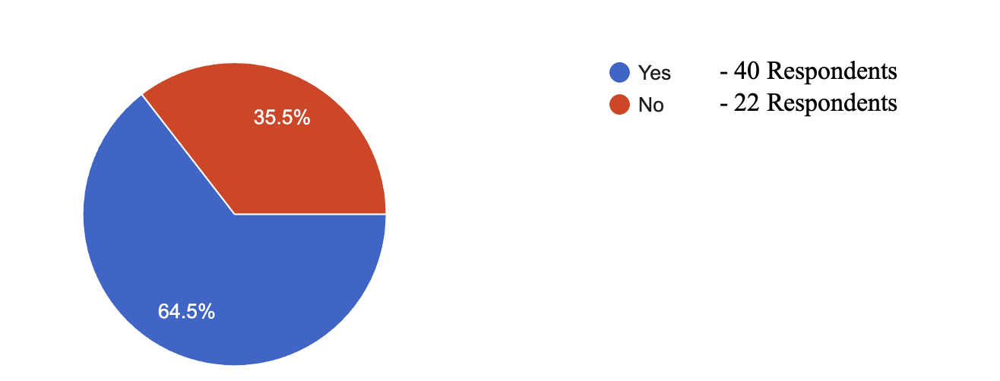 Yes - 40 Respondents
No - 22 Respondents
35.5%
64.5%